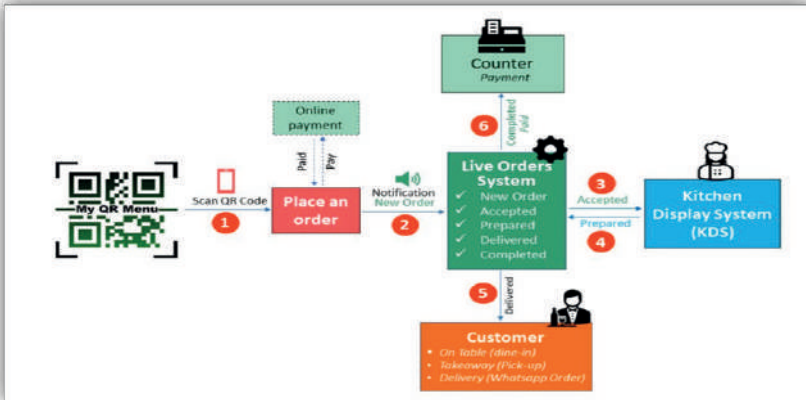 Counter
Payment
Online
payment
Completed
Paid
6
Paid
Pay
My QR Menu
Scan QR Code
1
Place an
order
Notification
New Order
2
Live Orders
System
✓ New Order
✓ Accepted
✓ Prepared
✓ Delivered
✓ Completed
3
Accepted
Prepared
4
Kitchen
Display System
(KDS)
5
Delivered
Customer
• On Table (dine-in)
• Takeaway (Pick-up)
• Delivery (Whatsapp Order)